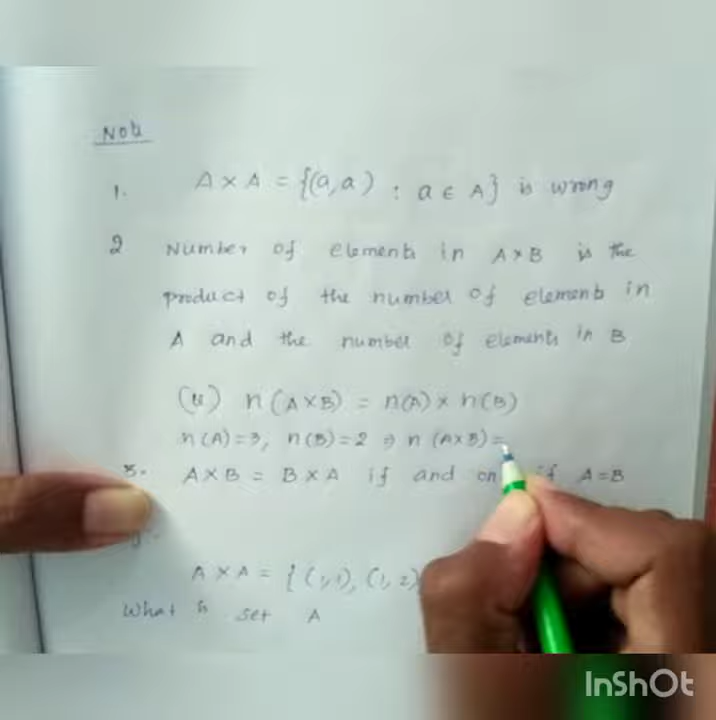 Note
1. A × A = {(a,a) : a ∈ A} is wrong
2 Number of elements in A×B is the
product of the number of elements in
A and the number of elements in B
n(A×B) = n(A) × n(B)
n(A)=3, n(B)=2 ⇒ n(A×B)=
3. A×B = B×A if and on if A=B
A×A = {(1,1), (1,2)
What is set A
InShOt